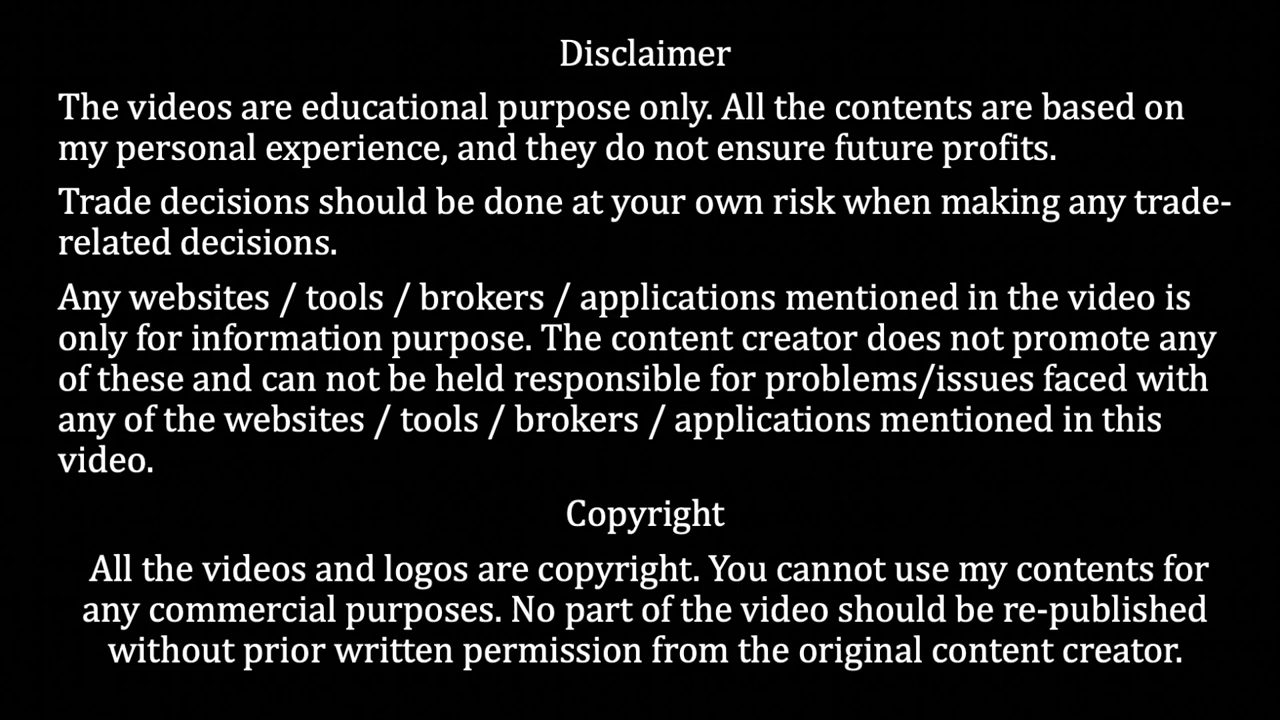 Disclaimer
The videos are educational purpose only. All the contents are based on
my personal experience, and they do not ensure future profits.
Trade decisions should be done at your own risk when making any trade-
related decisions.
Any websites / tools / brokers / applications mentioned in the video is
only for information purpose. The content creator does not promote any
of these and can not be held responsible for problems/issues faced with
any of the websites / tools / brokers / applications mentioned in this
video.
Copyright
All the videos and logos are copyright. You cannot use my contents for
any commercial purposes. No part of the video should be re-published
without prior written permission from the original content creator.